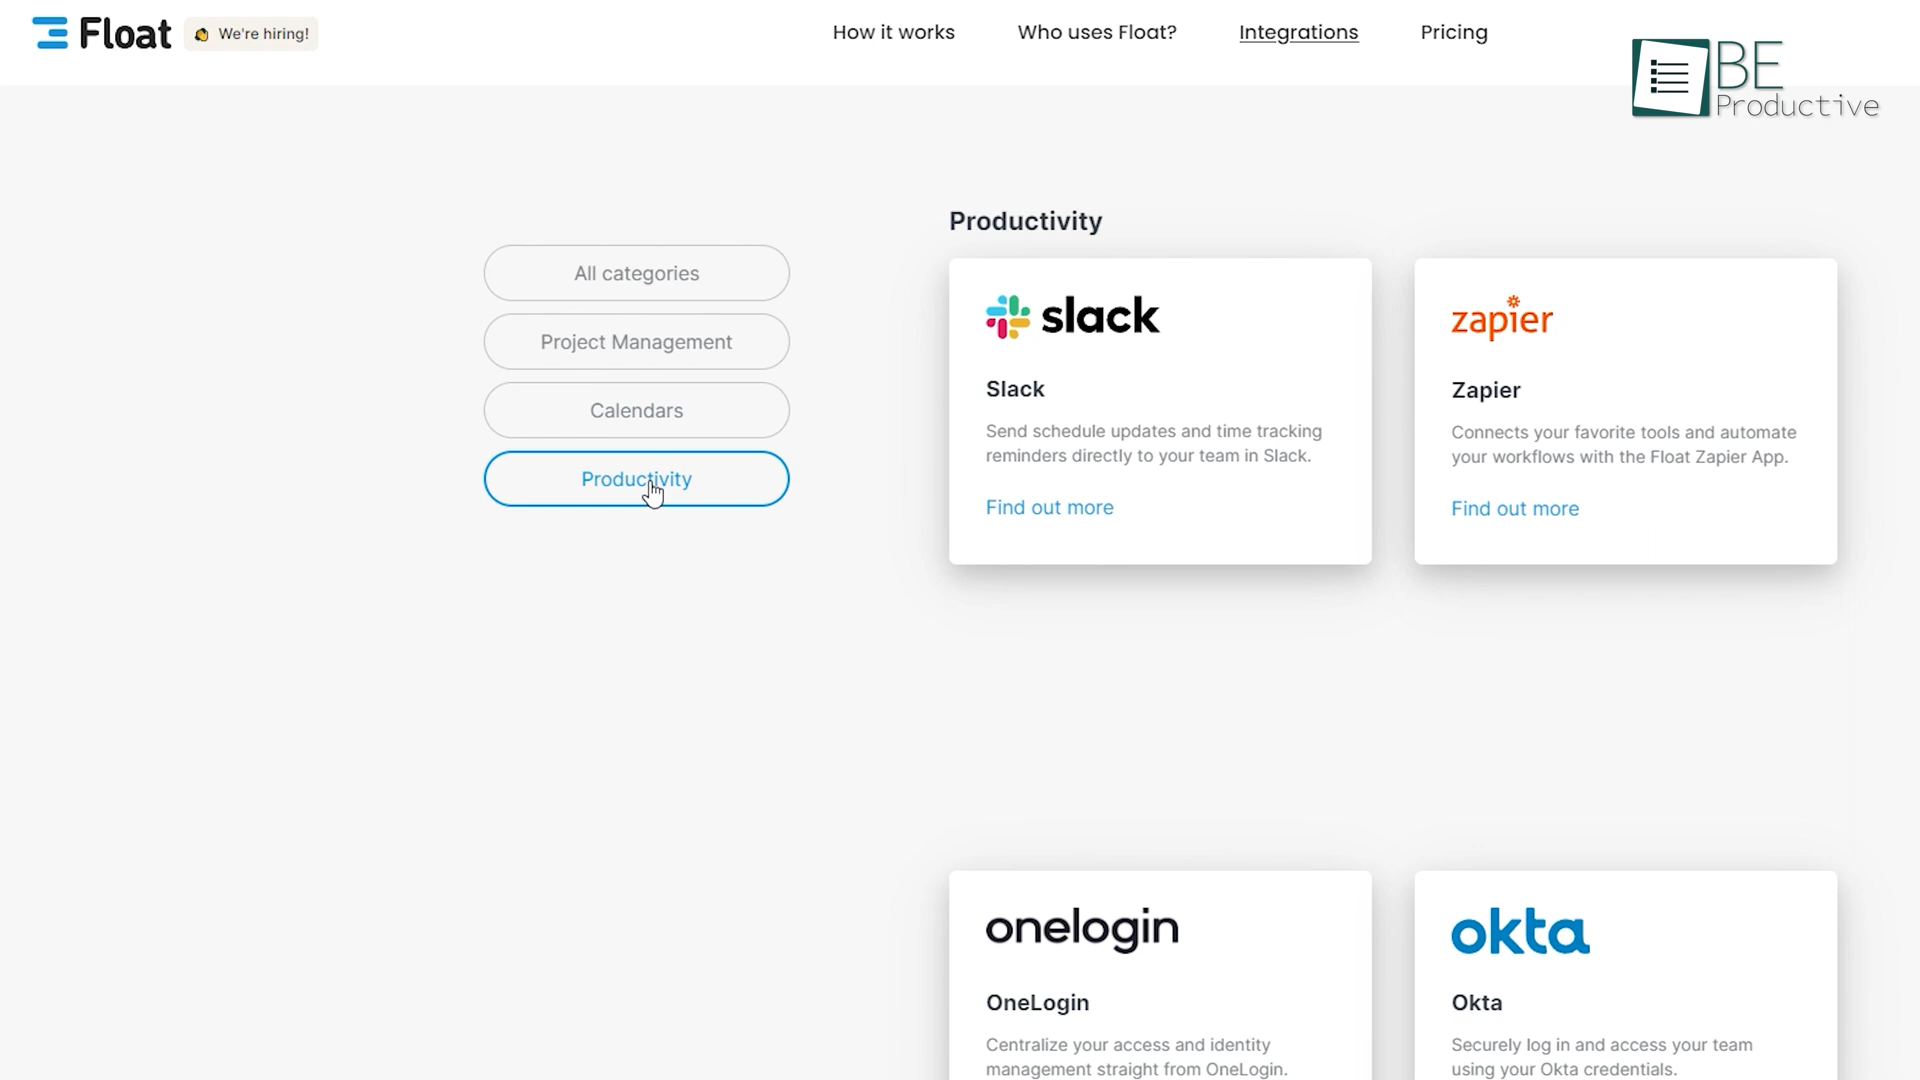 Float
We're hiring!
How it works
Who uses Float?
Integrations
Pricing
BE
Productive
All categories
Project Management
Calendars
Productivity
Productivity
slack
Slack
Send schedule updates and time tracking
reminders directly to your team in Slack.
Find out more
zapier
Zapier
Connects your favorite tools and automate
your workflows with the Float Zapier App.
Find out more
onelogin
OneLogin
Centralize your access and identity
management straight from OneLogin.
okta
Okta
Securely log in and access your team
using your Okta credentials.